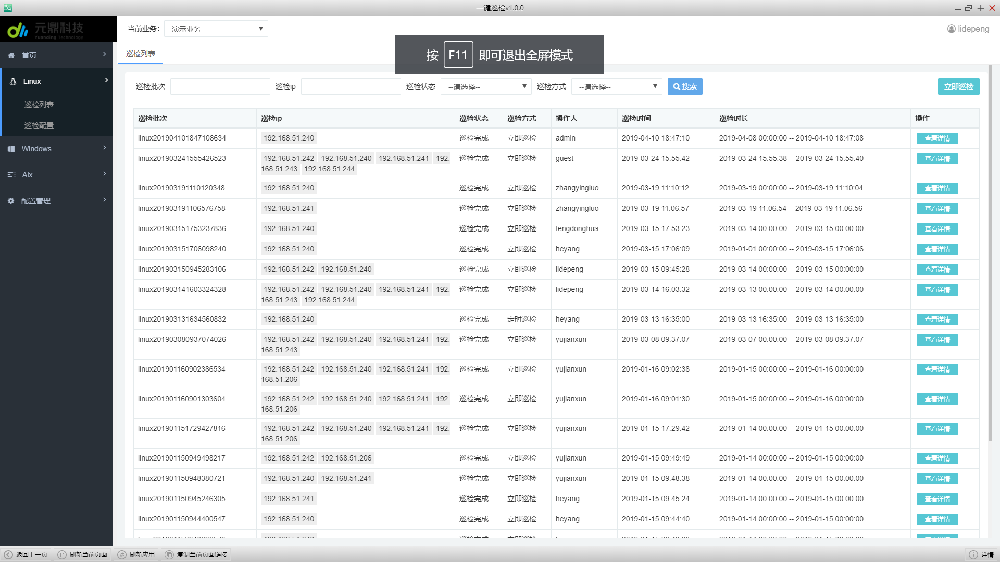 一键巡检v1.0.0
元鼎科技
Yuanding Technology
当前业务: 演示业务
lidepeng
按 F11 即可退出全屏模式
首页
Linux
巡检列表
巡检配置
Windows
Aix
配置管理
巡检列表
巡检批次 巡检ip 巡检状态 --请选择-- 巡检方式 --请选择-- 搜索 立即巡检
巡检批次 巡检ip 巡检状态 巡检方式 操作人 巡检时间 巡检时长 操作
linux201904101847108634 192.168.51.240 巡检完成 立即巡检 admin 2019-04-10 18:47:10 2019-04-08 00:00:00 -- 2019-04-10 18:47:08 查看详情
linux201903241555426523 192.168.51.242 192.168.51.240 192.168.51.241 192. 巡检完成 立即巡检 guest 2019-03-24 15:55:42 2019-03-24 15:55:38 -- 2019-03-24 15:55:40 查看详情
168.51.243 192.168.51.244
linux201903191110120348 192.168.51.240 巡检完成 立即巡检 zhangyingluo 2019-03-19 11:10:12 2019-03-19 00:00:00 -- 2019-03-19 11:10:04 查看详情
linux201903191106576758 192.168.51.241 巡检完成 立即巡检 zhangyingluo 2019-03-19 11:06:57 2019-03-19 11:06:54 -- 2019-03-19 11:06:56 查看详情
linux201903151753237836 192.168.51.240 巡检完成 立即巡检 fengdonghua 2019-03-15 17:53:23 2019-03-14 00:00:00 -- 2019-03-15 00:00:00 查看详情
linux201903151706098240 192.168.51.240 巡检完成 立即巡检 heyang 2019-03-15 17:06:09 2019-01-01 00:00:00 -- 2019-03-15 17:06:06 查看详情
linux201903150945283106 192.168.51.242 192.168.51.240 巡检完成 立即巡检 lidepeng 2019-03-15 09:45:28 2019-03-14 00:00:00 -- 2019-03-15 00:00:00 查看详情
linux201903141603324328 192.168.51.242 192.168.51.240 192.168.51.241 192. 巡检完成 立即巡检 lidepeng 2019-03-14 16:03:32 2019-03-13 00:00:00 -- 2019-03-14 00:00:00 查看详情
168.51.243 192.168.51.244
linux201903131634560832 192.168.51.240 巡检完成 定时巡检 heyang 2019-03-13 16:35:00 2019-03-13 16:35:00 -- 2019-03-13 16:35:00 查看详情
linux201903080937074026 192.168.51.242 192.168.51.240 192.168.51.241 192. 巡检完成 立即巡检 yujianxun 2019-03-08 09:37:07 2019-03-07 00:00:00 -- 2019-03-08 09:37:07 查看详情
168.51.243
linux201901160902386534 192.168.51.242 192.168.51.240 192.168.51.241 192. 巡检完成 立即巡检 yujianxun 2019-01-16 09:02:38 2019-01-15 00:00:00 -- 2019-01-16 00:00:00 查看详情
168.51.206
linux201901160901303604 192.168.51.242 192.168.51.240 192.168.51.241 192. 巡检完成 立即巡检 yujianxun 2019-01-16 09:01:30 2019-01-15 00:00:00 -- 2019-01-16 00:00:00 查看详情
168.51.206
linux201901151729427816 192.168.51.242 192.168.51.240 192.168.51.241 192. 巡检完成 立即巡检 yujianxun 2019-01-15 17:29:42 2019-01-14 00:00:00 -- 2019-01-15 00:00:00 查看详情
168.51.206
linux201901150949498217 192.168.51.242 192.168.51.206 巡检完成 立即巡检 yujianxun 2019-01-15 09:49:49 2019-01-14 00:00:00 -- 2019-01-15 00:00:00 查看详情
linux201901150948380721 192.168.51.240 192.168.51.241 巡检完成 立即巡检 yujianxun 2019-01-15 09:48:38 2019-01-14 00:00:00 -- 2019-01-15 00:00:00 查看详情
linux201901150945246305 192.168.51.241 巡检完成 立即巡检 heyang 2019-01-15 09:45:24 2019-01-14 00:00:00 -- 2019-01-15 00:00:00 查看详情
linux201901150944400547 192.168.51.240 巡检完成 立即巡检 heyang 2019-01-15 09:44:40 2019-01-14 00:00:00 -- 2019-01-15 00:00:00 查看详情
返回上一页 刷新当前页面 刷新应用 复制当前页面链接 详情